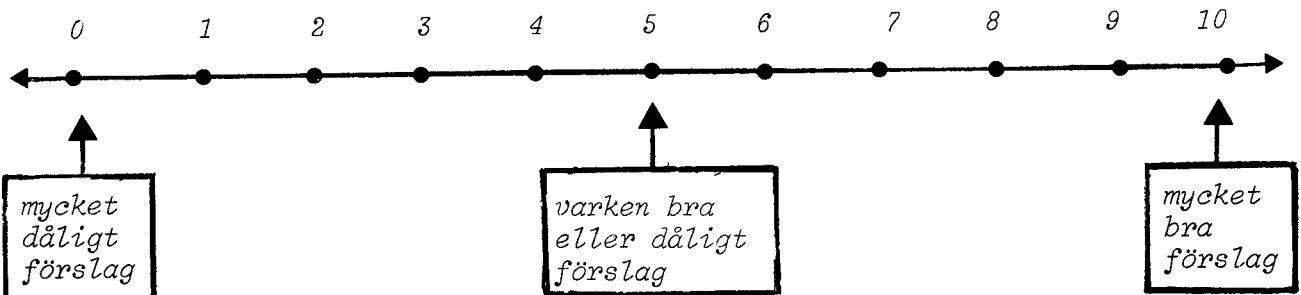 0 1 2 3 4 5 6 7 8 9 10
mycket
dåligt
förslag
varken bra
eller dåligt
förslag
mycket
bra
förslag